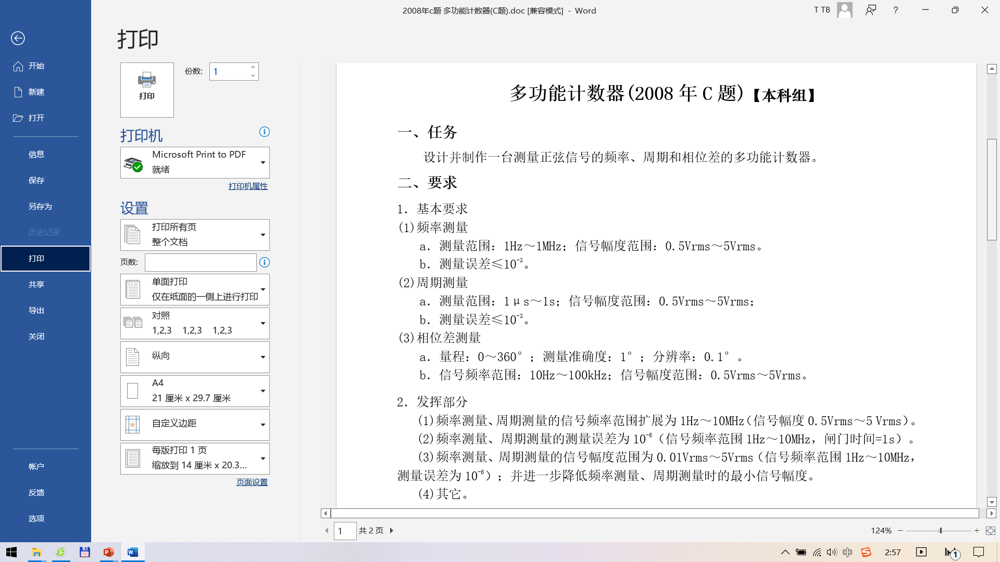 2008年c题 多功能计数器(C题).doc [兼容模式] - Word
T TB
?
打印
开始
新建
打开
信息
保存
另存为
历史记录
打印
共享
导出
关闭
帐户
反馈
选项
打印
份数:
1
打印机
Microsoft Print to PDF
就绪
打印机属性
设置
打印所有页
整个文档
页数:
单面打印
仅在纸面的一侧上进行打印
对照
1,2,3 1,2,3 1,2,3
纵向
A4
21 厘米 x 29.7 厘米
自定义边距
每版打印 1 页
缩放到 14 厘米 x 20.3...
页面设置
多功能计数器(2008 年 C 题)【本科组】
一、任务
设计并制作一台测量正弦信号的频率、周期和相位差的多功能计数器。
二、要求
1. 基本要求
(1)频率测量
a. 测量范围：1Hz～1MHz；信号幅度范围：0.5Vrms～5Vrms。
b. 测量误差≤10⁻³。
(2)周期测量
a. 测量范围：1μs～1s；信号幅度范围：0.5Vrms～5Vrms；
b. 测量误差≤10⁻³。
(3)相位差测量
a. 量程：0～360°；测量准确度：1°；分辨率：0.1°。
b. 信号频率范围：10Hz～100kHz；信号幅度范围：0.5Vrms～5Vrms。
2. 发挥部分
(1)频率测量、周期测量的信号频率范围扩展为 1Hz～10MHz（信号幅度 0.5Vrms～5 Vrms）。
(2)频率测量、周期测量的测量误差为 10⁻⁶（信号频率范围 1Hz～10MHz，闸门时间=1s）。
(3)频率测量、周期测量的信号幅度范围为 0.01Vrms～5Vrms（信号频率范围 1Hz～10MHz，
测量误差为 10⁻⁶）；并进一步降低频率测量、周期测量时的最小信号幅度。
(4)其它。
1
共 2 页
124%
中
2:57
1